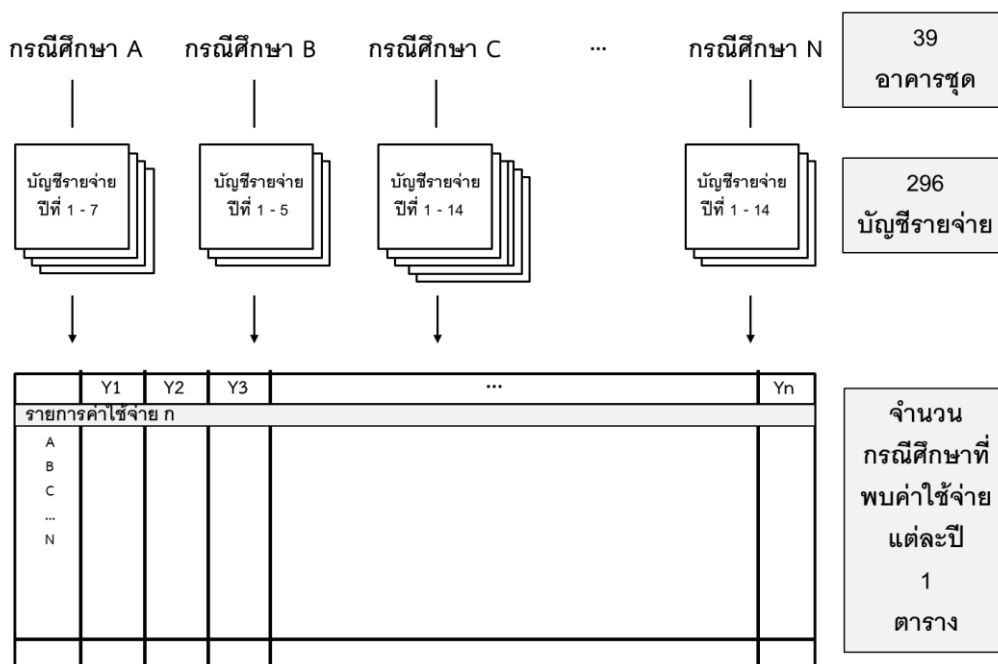 กรณีศึกษา A กรณีศึกษา B กรณีศึกษา C ... กรณีศึกษา N
39
อาคารชุด
บัญชีรายจ่าย
ปีที่ 1 - 7
บัญชีรายจ่าย
ปีที่ 1 - 5
บัญชีรายจ่าย
ปีที่ 1 - 14
บัญชีรายจ่าย
ปีที่ 1 - 14
296
บัญชีรายจ่าย
Y1 Y2 Y3 ... Yn
รายการค่าใช้จ่าย ก
A
B
C
...
N
จำนวน
กรณีศึกษาที่
พบค่าใช้จ่าย
แต่ละปี
1
ตาราง